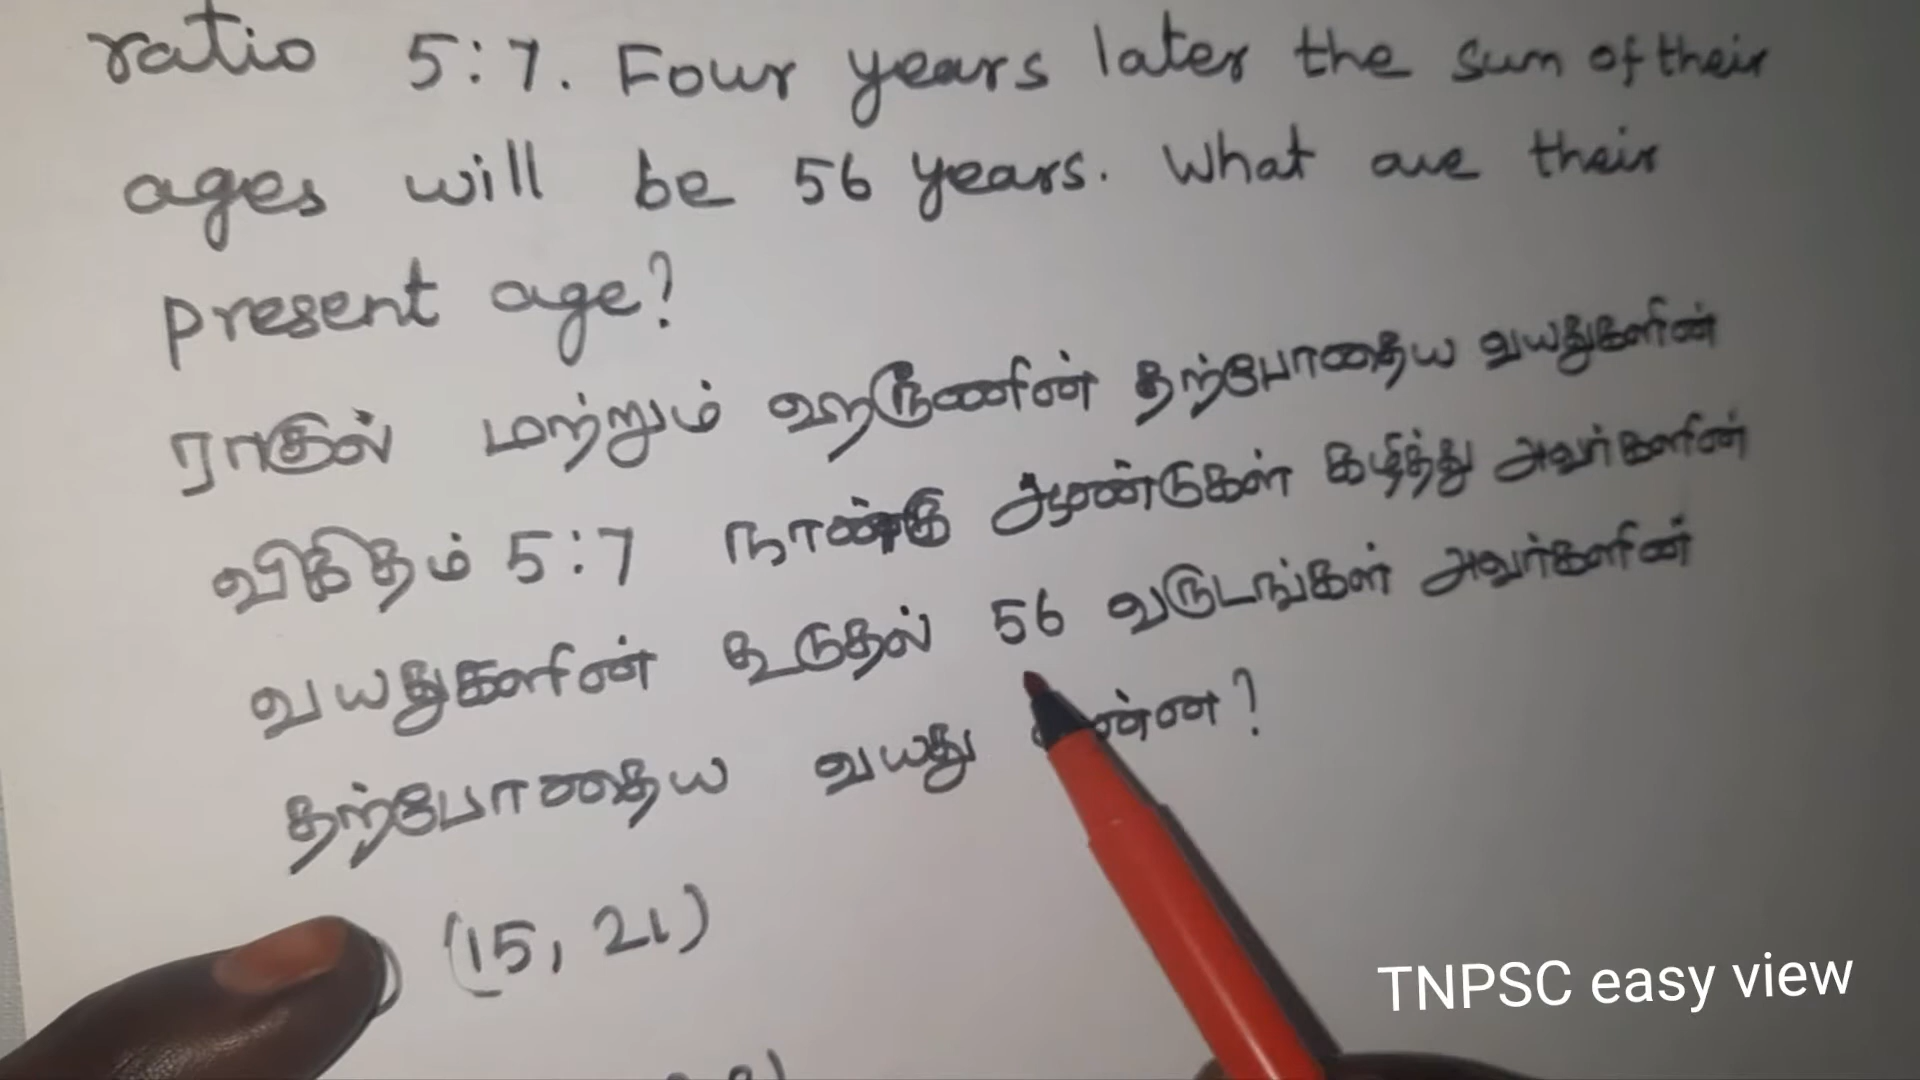 ratio 5:7. Four years later the sum of their
ages will be 56 years. What are their
present age?
ராகுல் மற்றும் ஹரூணின் தற்போதைய வயதுகளின்
விகிதம் 5:7 நான்கு ஆண்டுகள் கழித்து அவர்களின்
வயதுகளின் கூடுதல் 56 வருடங்கள் அவர்களின்
தற்போதைய வயது
(15, 21)
TNPSC easy view